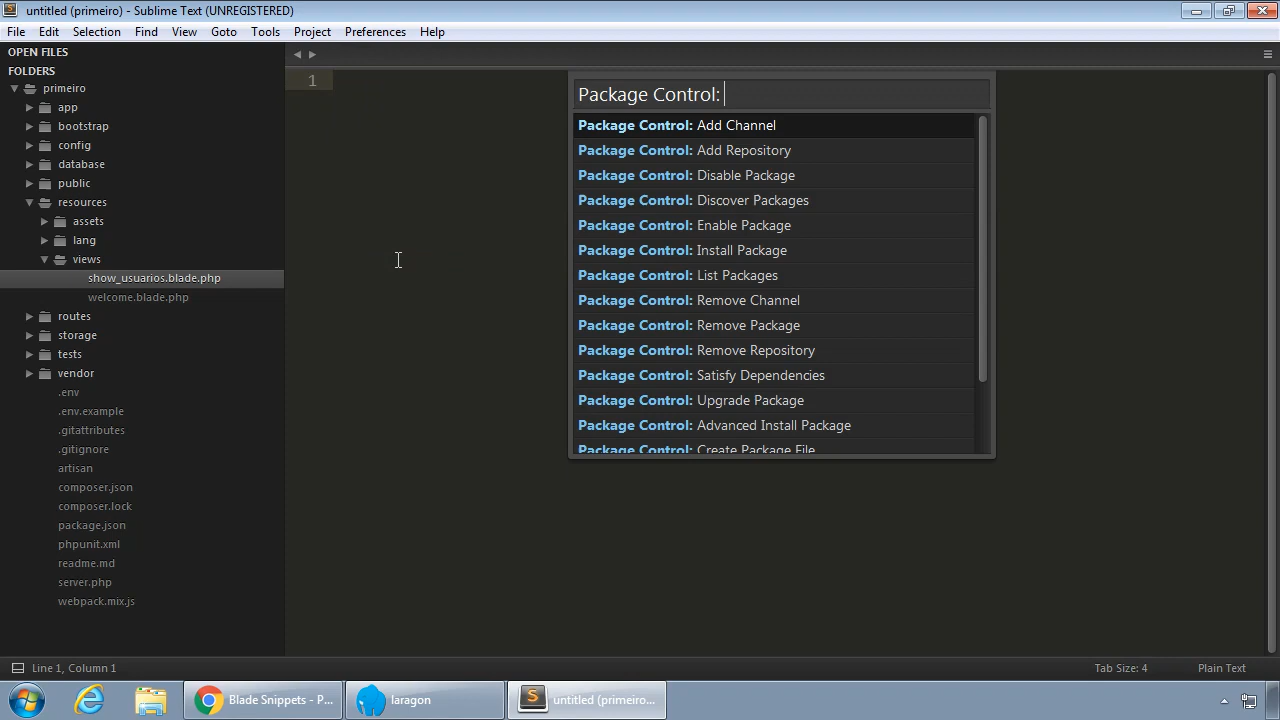 untitled (primeiro) - Sublime Text (UNREGISTERED)
File Edit Selection Find View Goto Tools Project Preferences Help
OPEN FILES
FOLDERS
primeiro
app
bootstrap
config
database
public
resources
assets
lang
views
show_usuarios.blade.php
welcome.blade.php
routes
storage
tests
vendor
.env
.env.example
.gitattributes
.gitignore
artisan
composer.json
composer.lock
package.json
phpunit.xml
readme.md
server.php
webpack.mix.js
1
Package Control:
Package Control: Add Channel
Package Control: Add Repository
Package Control: Disable Package
Package Control: Discover Packages
Package Control: Enable Package
Package Control: Install Package
Package Control: List Packages
Package Control: Remove Channel
Package Control: Remove Package
Package Control: Remove Repository
Package Control: Satisfy Dependencies
Package Control: Upgrade Package
Package Control: Advanced Install Package
Package Control: Create Package File
Line 1, Column 1 Tab Size: 4 Plain Text
Blade Snippets - P... laragon untitled (primeiro...